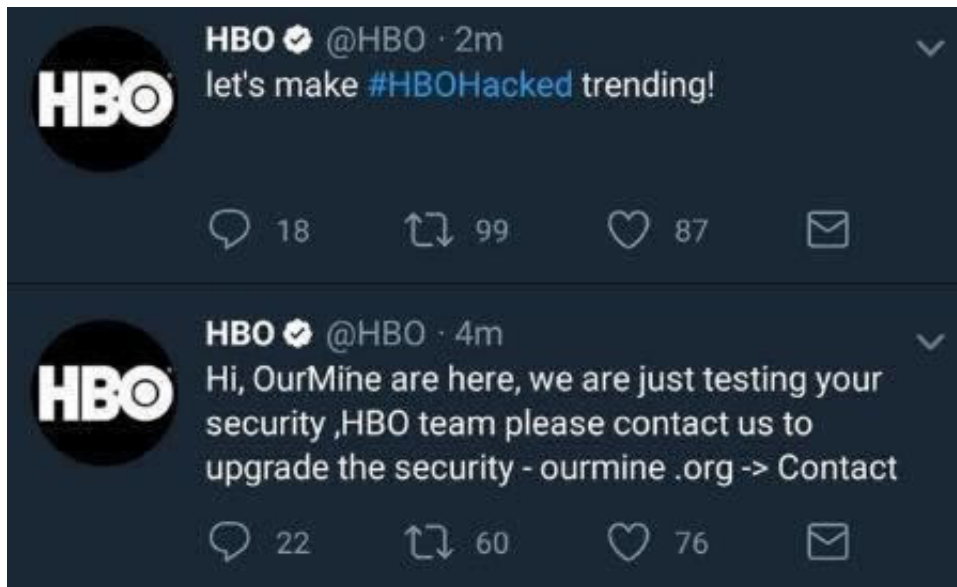 HBO @HBO · 2m
HBO
let's make #HBOHacked trending!
18 99 87
HBO @HBO · 4m
HBO
Hi, OurMine are here, we are just testing your
security ,HBO team please contact us to
upgrade the security - ourmine .org -> Contact
22 60 76